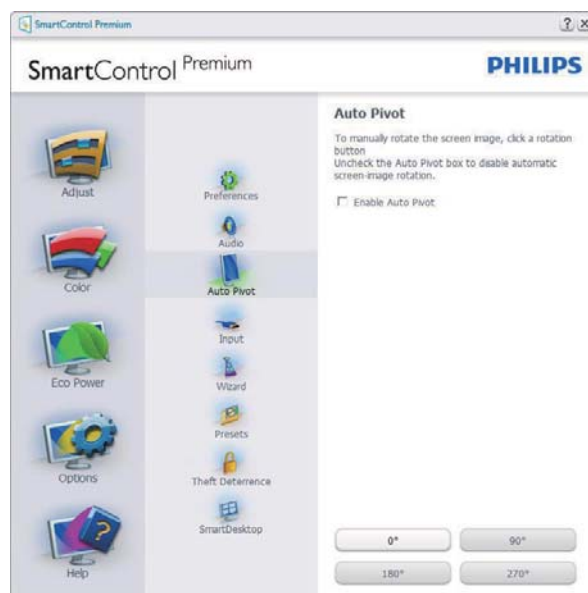 SmartControl Premium
SmartControl Premium
PHILIPS
Adjust
Color
Eco Power
Options
Help
Preferences
Audio
Auto Pivot
Input
Wizard
Presets
Theft Deterrence
SmartDesktop
Auto Pivot
To manually rotate the screen image, click a rotation
button
Uncheck the Auto Pivot box to disable automatic
screen-image rotation.
Enable Auto Pivot
0°
90°
180°
270°